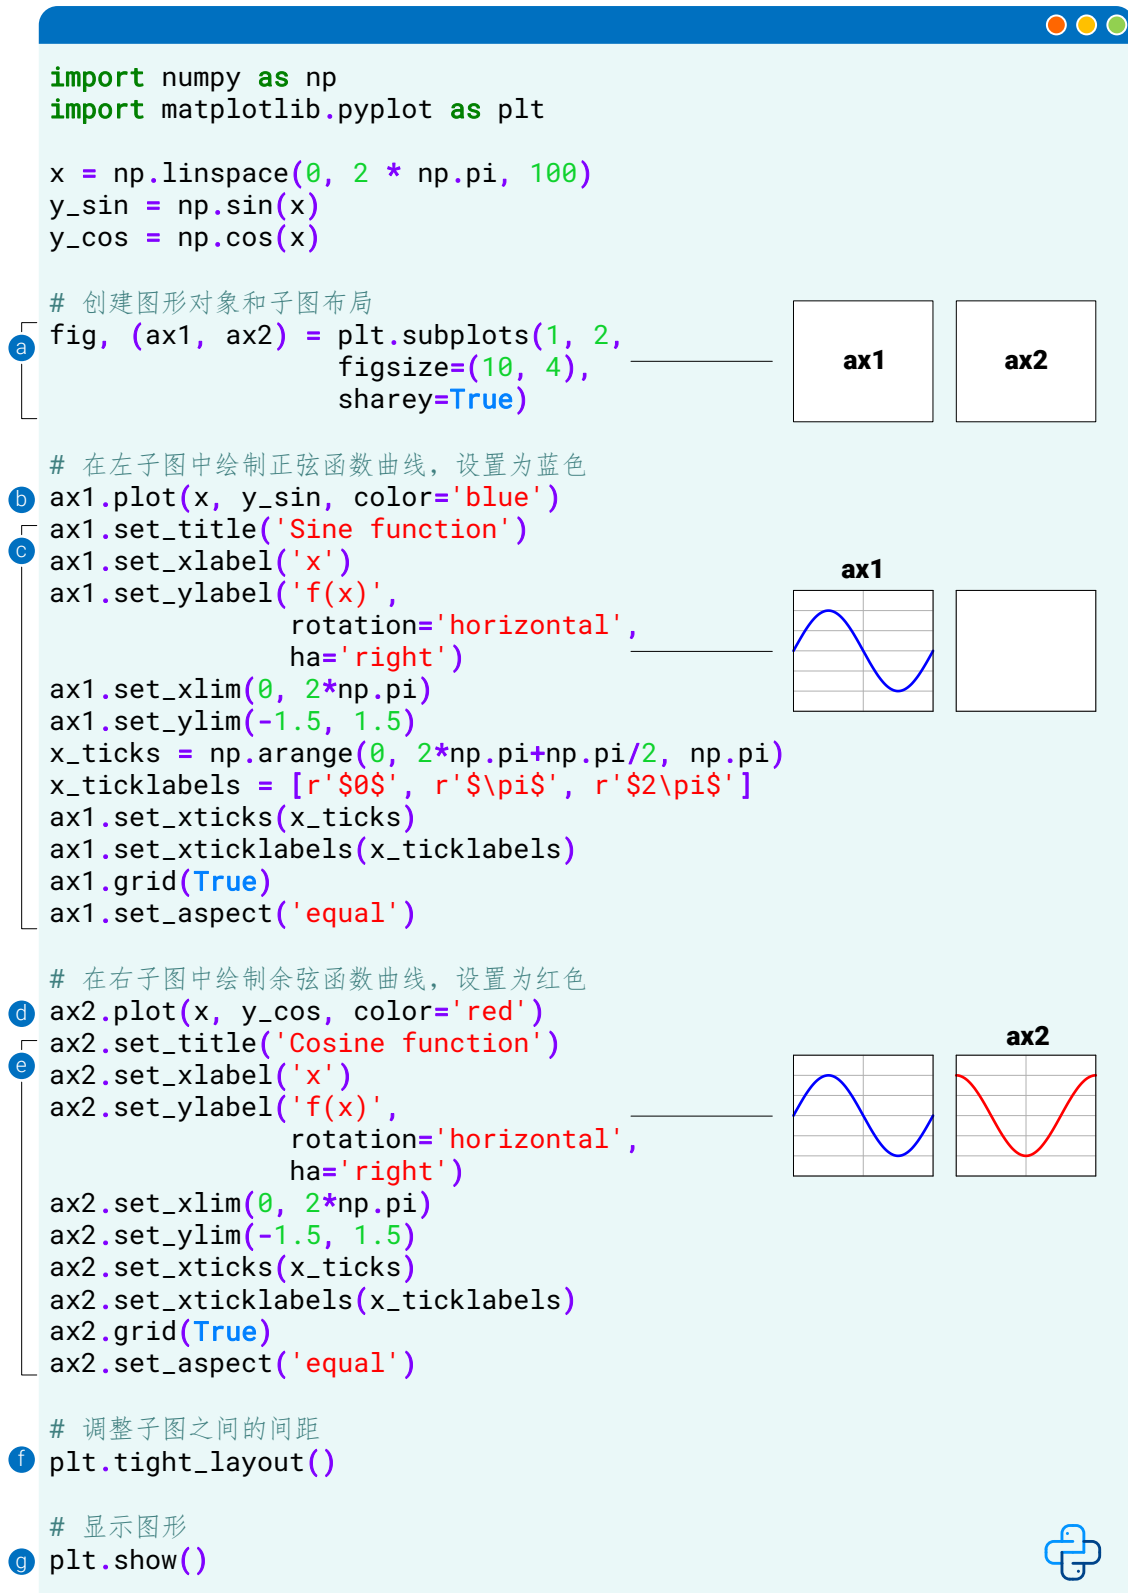 import numpy as np
import matplotlib.pyplot as plt
x = np.linspace(0, 2 * np.pi, 100)
y_sin = np.sin(x)
y_cos = np.cos(x)
# 创建图形对象和子图布局
a fig, (ax1, ax2) = plt.subplots(1, 2,
figsize=(10, 4),
sharey=True)
ax1 ax2
# 在左子图中绘制正弦函数曲线，设置为蓝色
b ax1.plot(x, y_sin, color='blue')
ax1.set_title('Sine function')
c ax1.set_xlabel('x')
ax1.set_ylabel('f(x)',
rotation='horizontal',
ha='right')
ax1
ax1.set_xlim(0, 2*np.pi)
ax1.set_ylim(-1.5, 1.5)
x_ticks = np.arange(0, 2*np.pi+np.pi/2, np.pi)
x_ticklabels = [r'$0$', r'$\pi$', r'$2\pi$']
ax1.set_xticks(x_ticks)
ax1.set_xticklabels(x_ticklabels)
ax1.grid(True)
ax1.set_aspect('equal')
# 在右子图中绘制余弦函数曲线，设置为红色
d ax2.plot(x, y_cos, color='red')
ax2.set_title('Cosine function')
e ax2.set_xlabel('x')
ax2.set_ylabel('f(x)',
rotation='horizontal',
ha='right')
ax2
ax2.set_xlim(0, 2*np.pi)
ax2.set_ylim(-1.5, 1.5)
ax2.set_xticks(x_ticks)
ax2.set_xticklabels(x_ticklabels)
ax2.grid(True)
ax2.set_aspect('equal')
# 调整子图之间的间距
f plt.tight_layout()
# 显示图形
g plt.show()